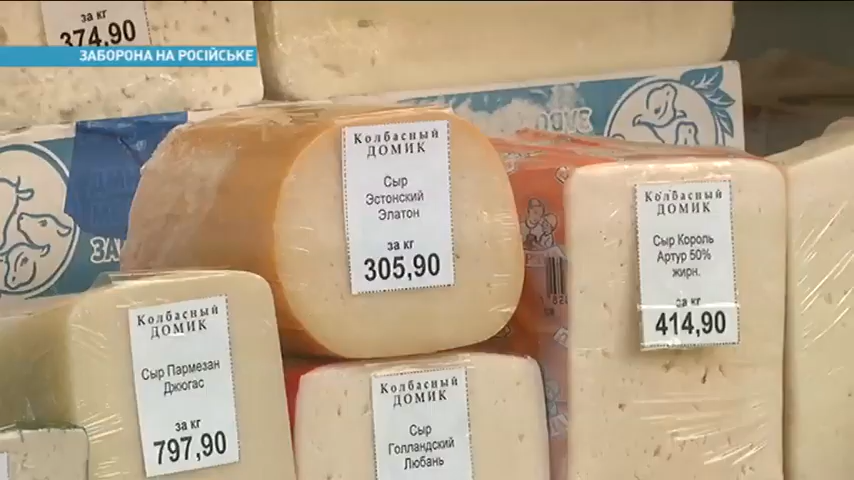 за кг
374,90
ЗАБОРОНА НА РОСІЙСЬКЕ
Колбасный
ДОМИК
Сыр
Эстонский
Элатон
за кг
305,90
Колбасный
ДОМИК
Сыр Король
Артур 50%
жирн.
за кг
414,90
Колбасный
ДОМИК
Сыр Пармезан
Джюгас
за кг
797,90
Колбасный
ДОМИК
Сыр
Голландский
Любань